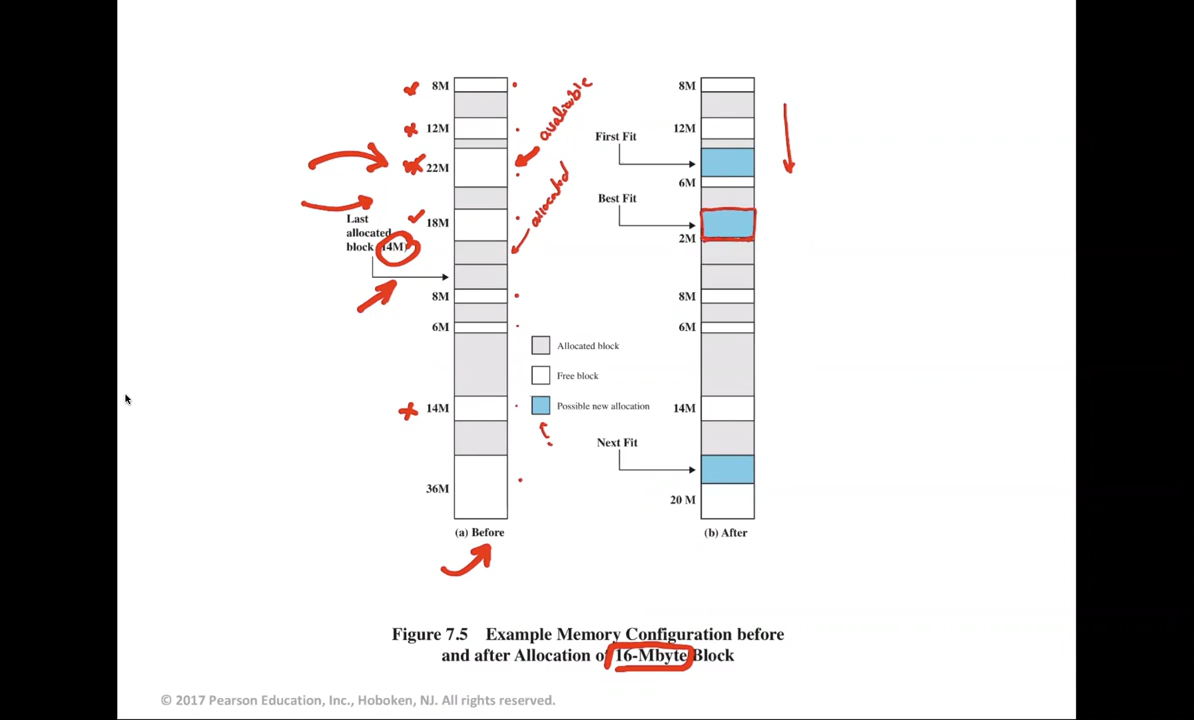 8M
12M
22M
18M
Last
allocated
block (14M)
8M
6M
14M
36M
(a) Before
avaliable
allocated
Allocated block
Free block
Possible new allocation
First Fit
Best Fit
Next Fit
8M
12M
6M
2M
8M
6M
14M
20 M
(b) After
Figure 7.5 Example Memory Configuration before
and after Allocation of 16-Mbyte Block
© 2017 Pearson Education, Inc., Hoboken, NJ. All rights reserved.